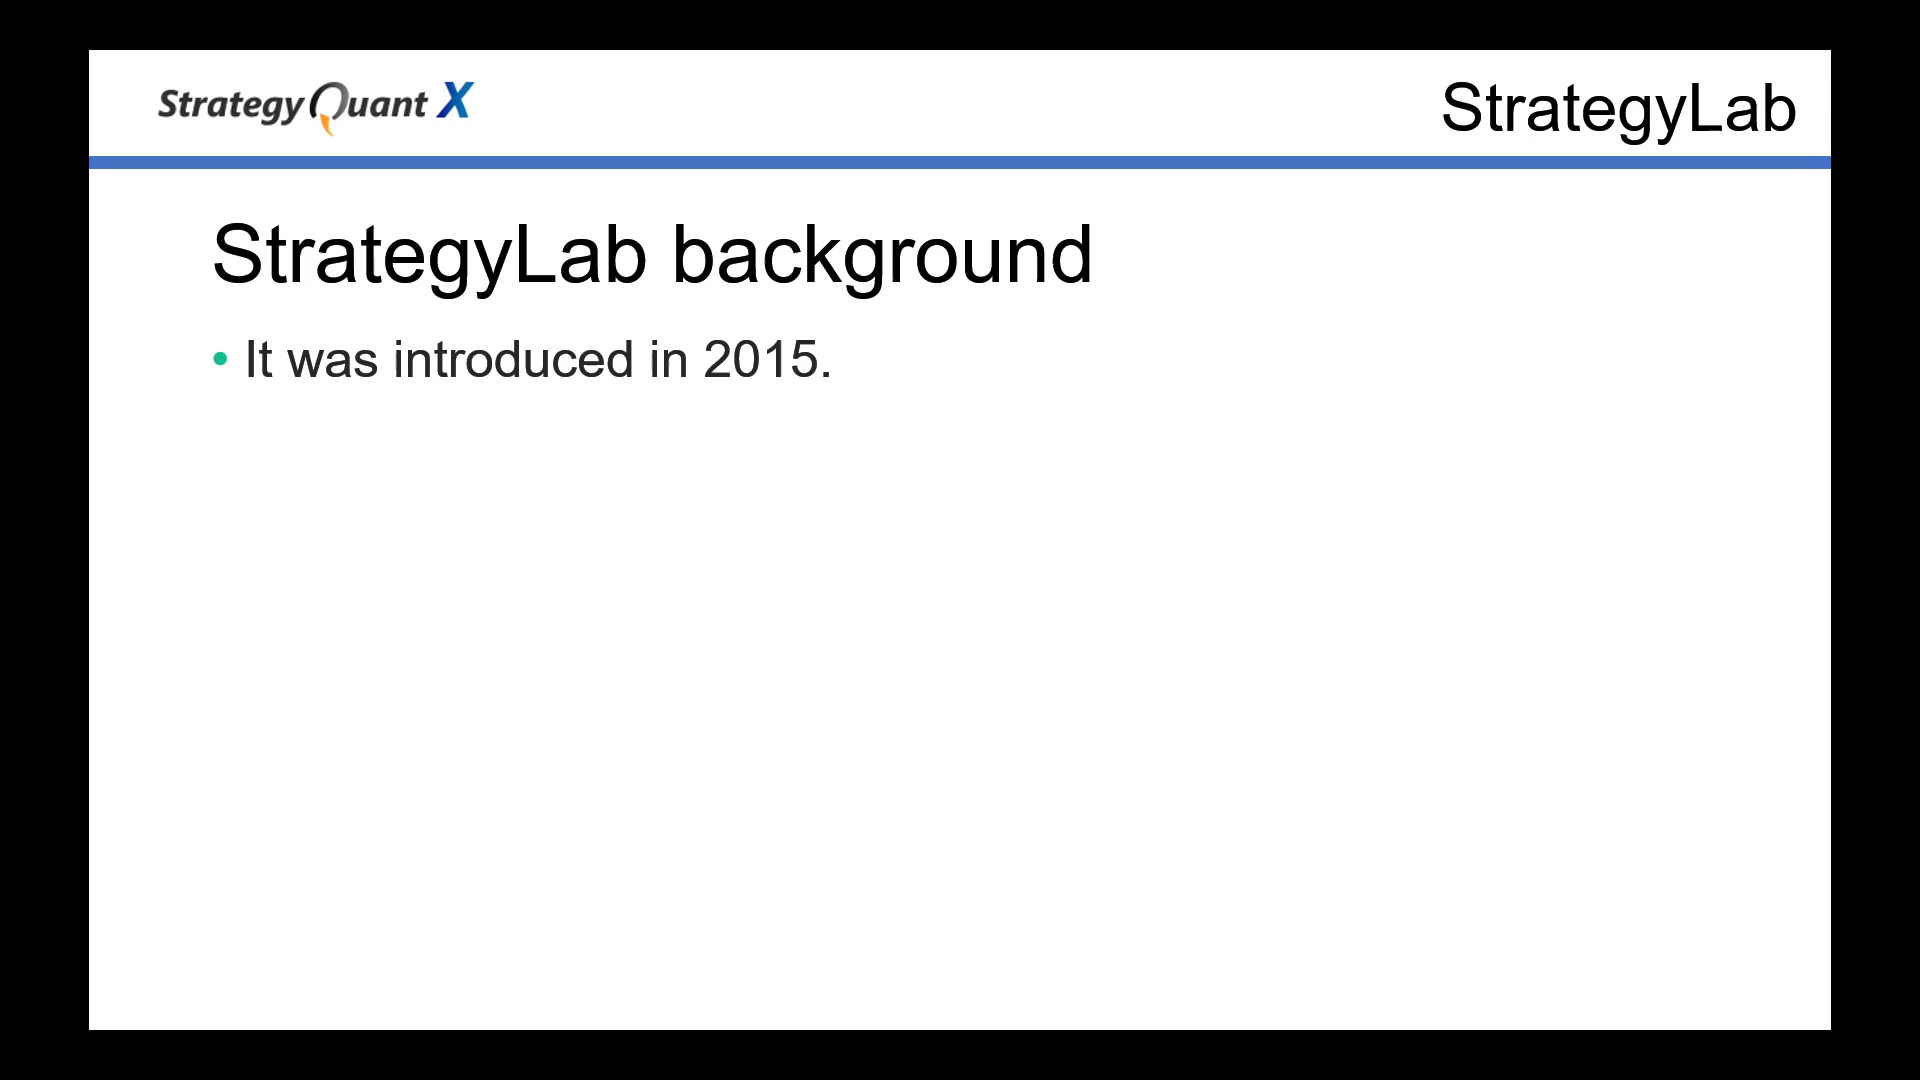 StrategyQuant X
StrategyLab
StrategyLab background
• It was introduced in 2015.